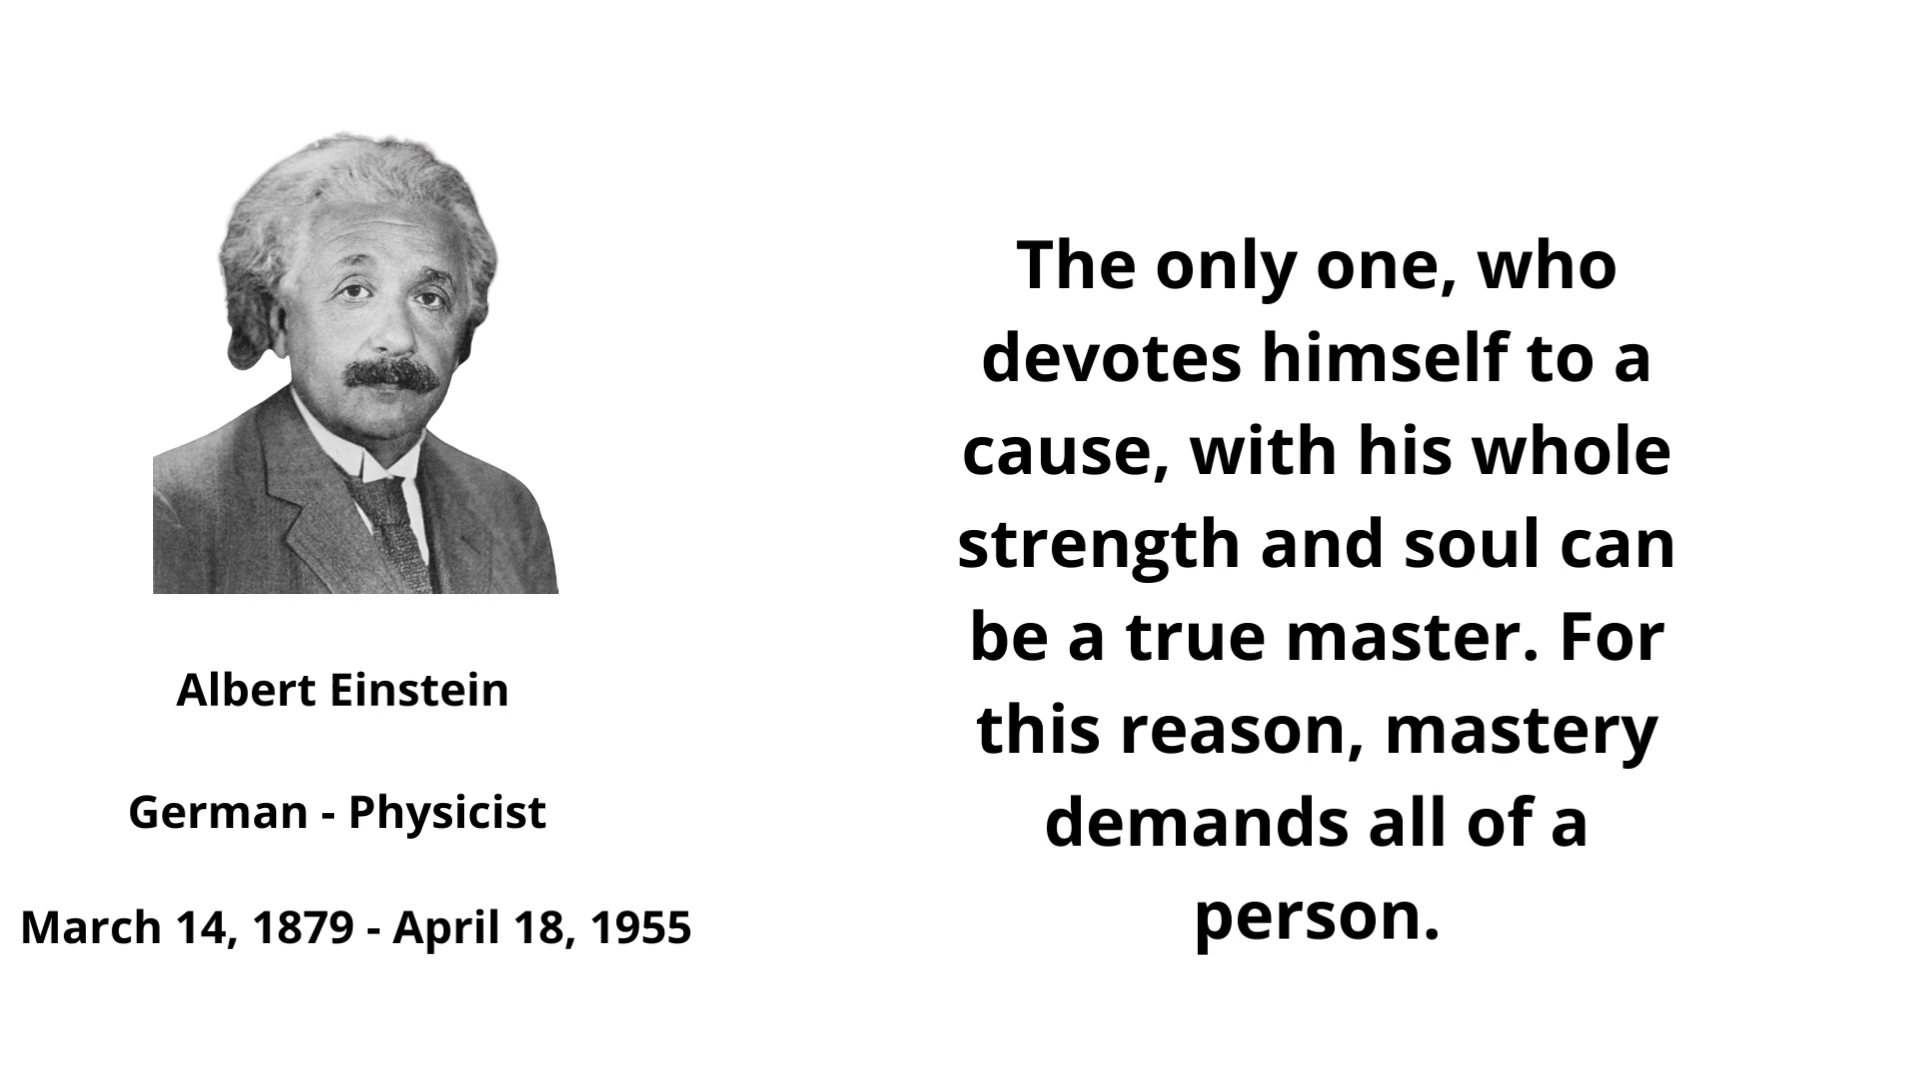 Albert Einstein
German - Physicist
March 14, 1879 - April 18, 1955
The only one, who
devotes himself to a
cause, with his whole
strength and soul can
be a true master. For
this reason, mastery
demands all of a
person.